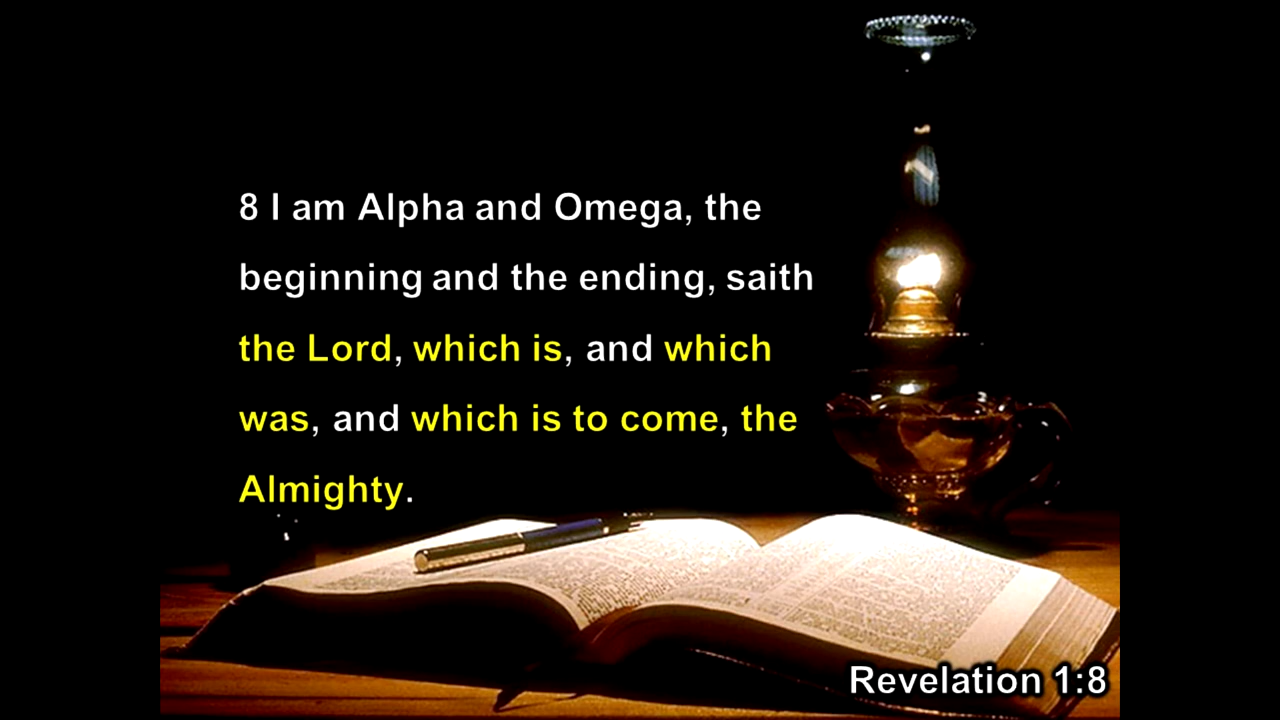 8 I am Alpha and Omega, the
beginning and the ending, saith
the Lord, which is, and which
was, and which is to come, the
Almighty.
Revelation 1:8